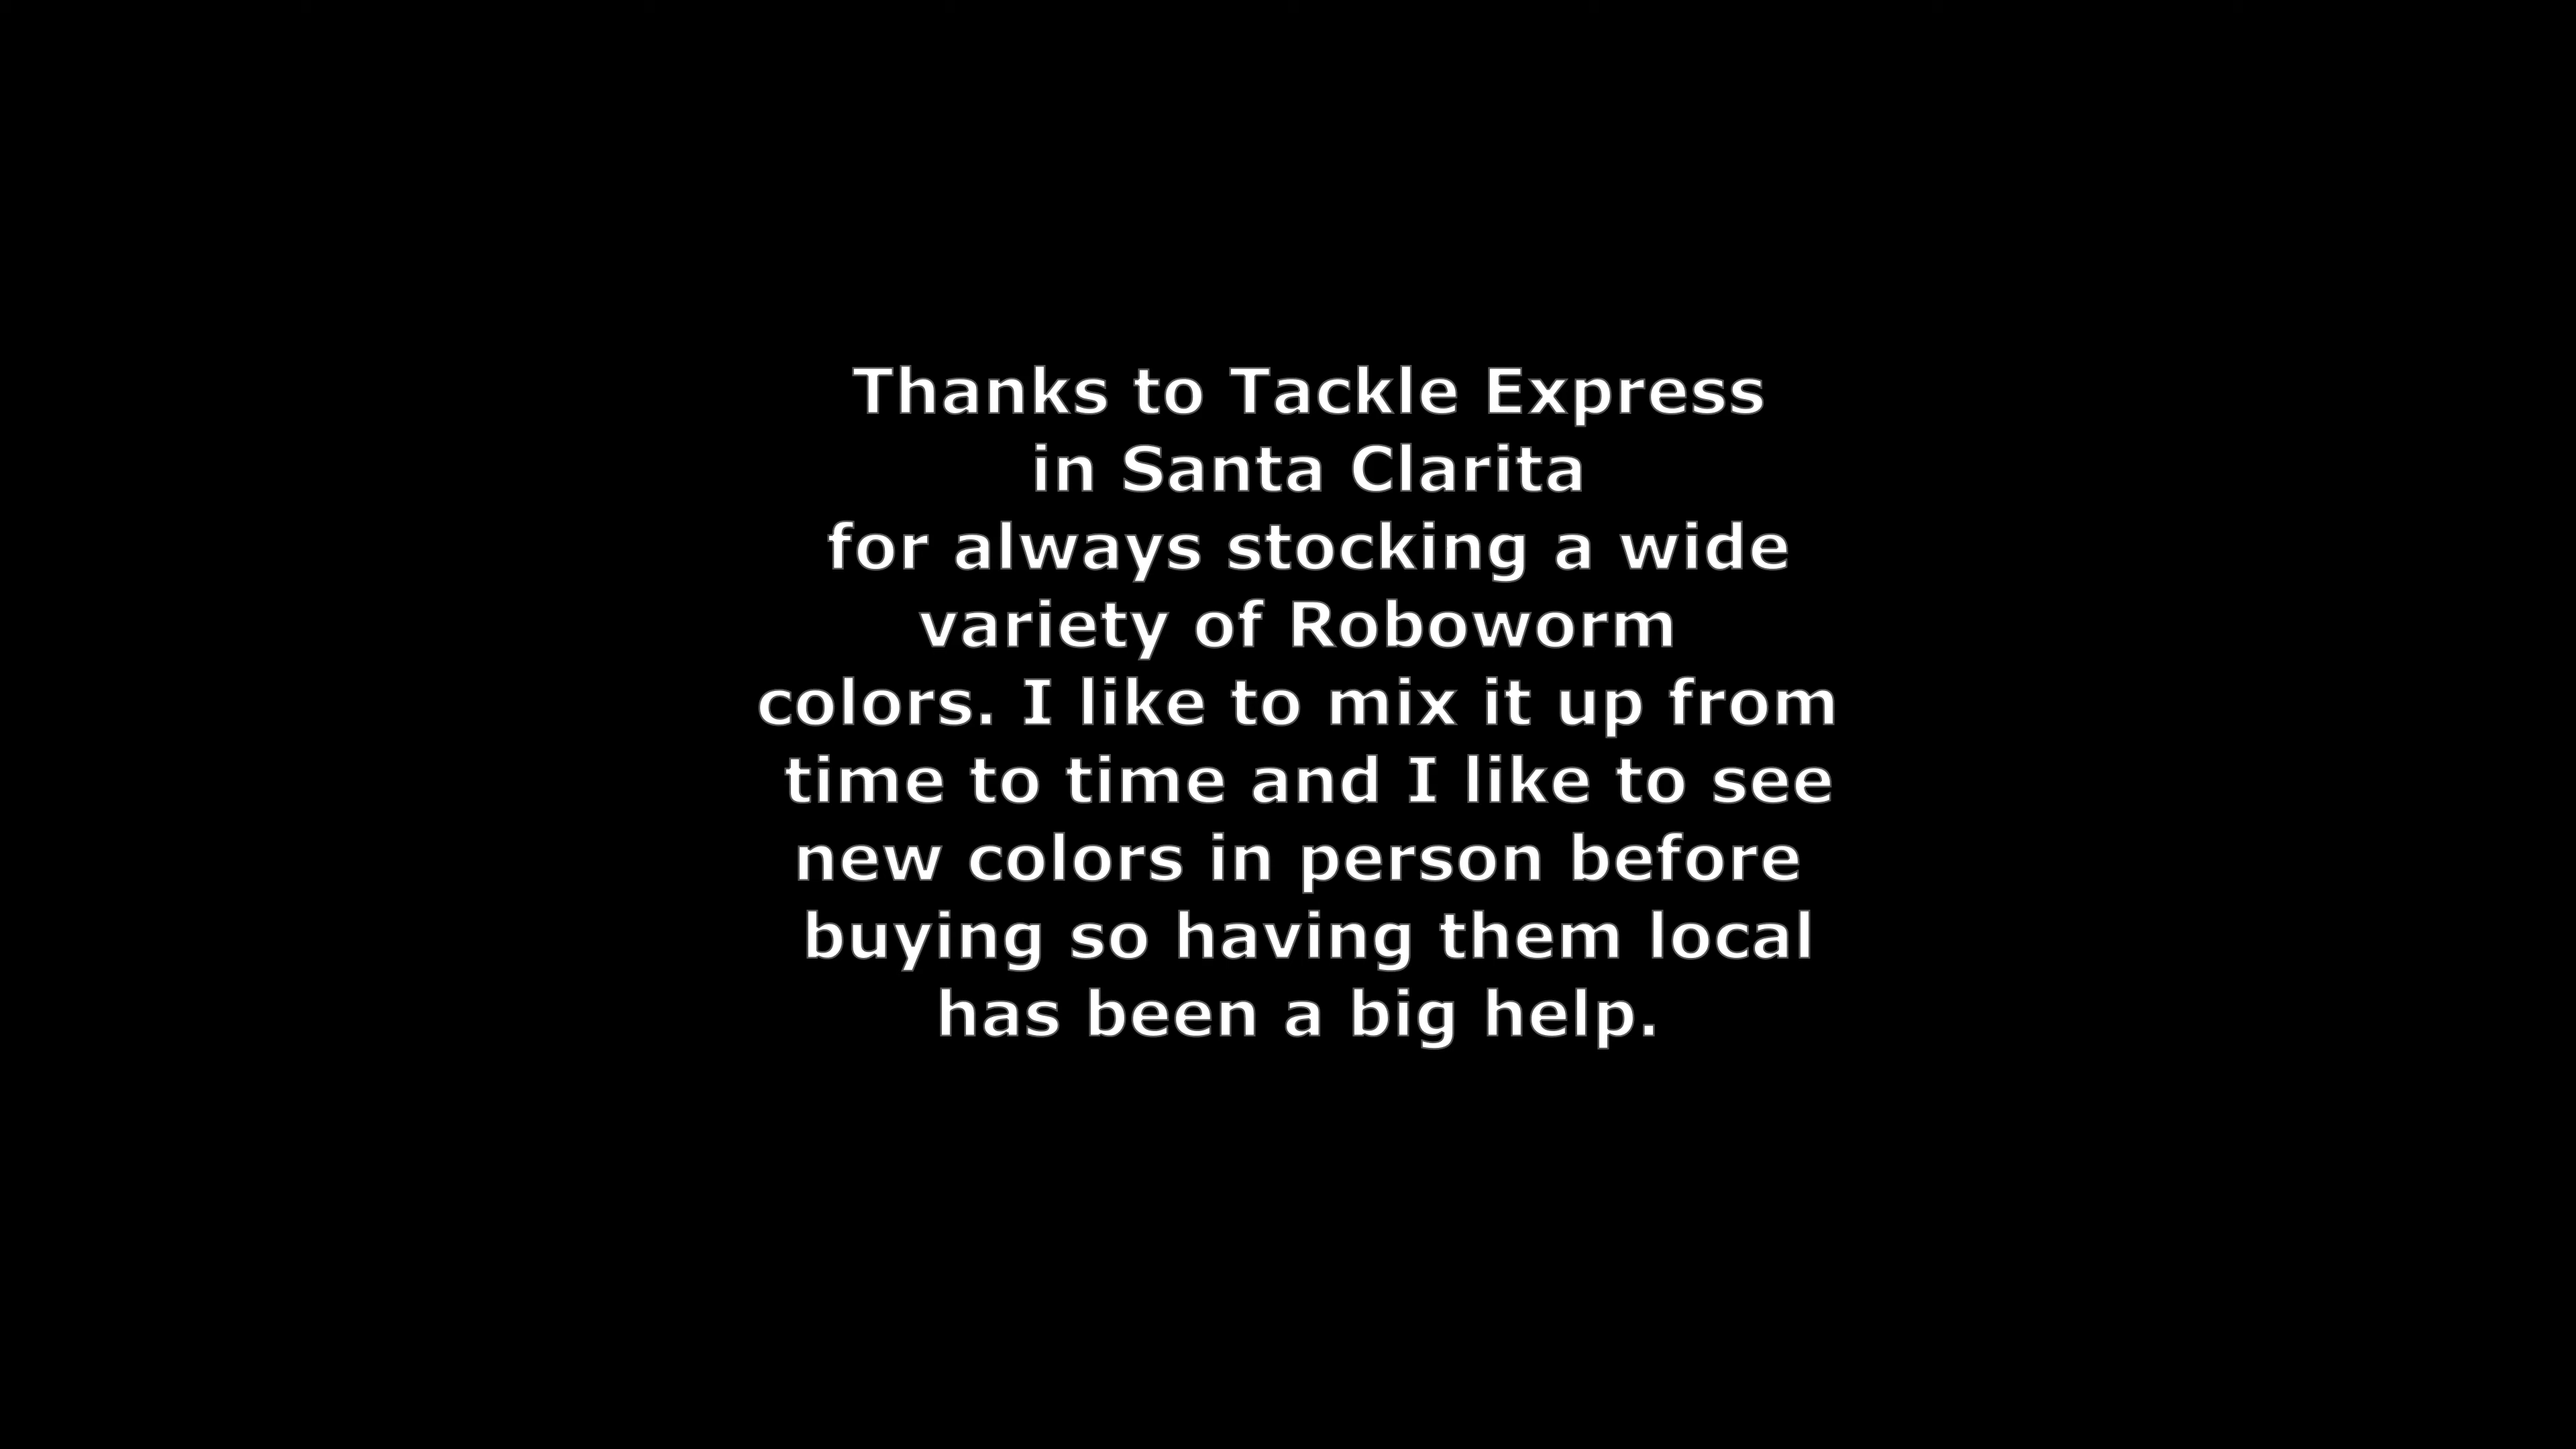 Thanks to Tackle Express
in Santa Clarita
for always stocking a wide
variety of Roboworm
colors. I like to mix it up from
time to time and I like to see
new colors in person before
buying so having them local
has been a big help.